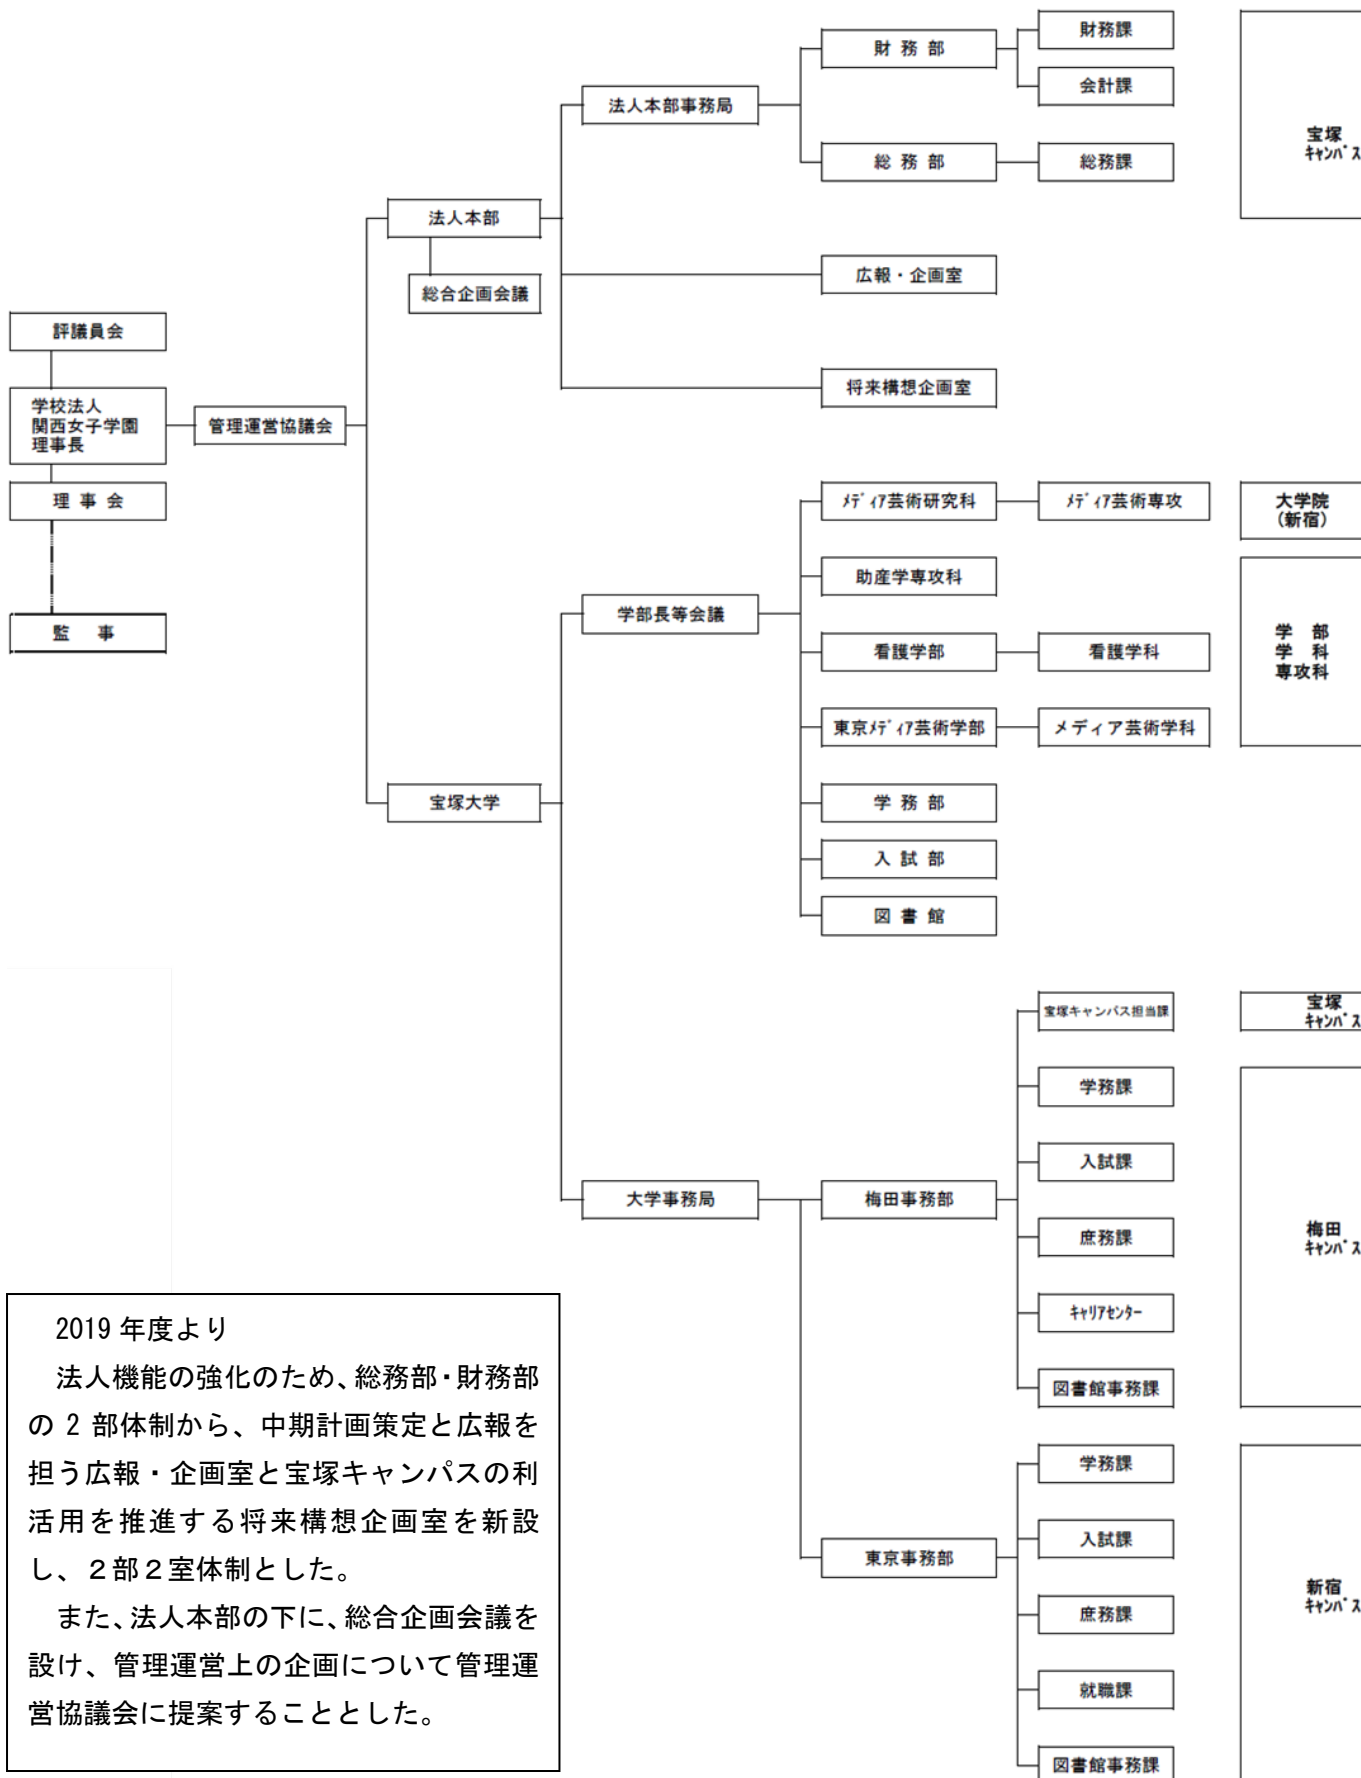 財 務 部
財務課
会計課
法人本部事務局
総 務 部
総務課
宝塚
ｷｬﾝﾊﾟｽ
法人本部
総合企画会議
広報・企画室
将来構想企画室
評議員会
学校法人
関西女子学園
理事長
管理運営協議会
理 事 会
監 事
ﾒﾃﾞｨｱ芸術研究科
ﾒﾃﾞｨｱ芸術専攻
大学院
(新宿)
助産学専攻科
学部長等会議
看護学部
看護学科
学 部
学 科
専攻科
東京ﾒﾃﾞｨｱ芸術学部
メディア芸術学科
宝塚大学
学 務 部
入 試 部
図 書 館
宝塚キャンパス担当課
宝塚
ｷｬﾝﾊﾟｽ
学務課
入試課
大学事務局
梅田事務部
庶務課
梅田
ｷｬﾝﾊﾟｽ
ｷｬﾘｱｾﾝﾀｰ
図書館事務課
学務課
入試課
東京事務部
庶務課
新宿
ｷｬﾝﾊﾟｽ
就職課
図書館事務課
2019 年度より
法人機能の強化のため、総務部・財務部
の 2 部体制から、中期計画策定と広報を
担う広報・企画室と宝塚キャンパスの利
活用を推進する将来構想企画室を新設
し、２部２室体制とした。
また、法人本部の下に、総合企画会議を
設け、管理運営上の企画について管理運
営協議会に提案することとした。